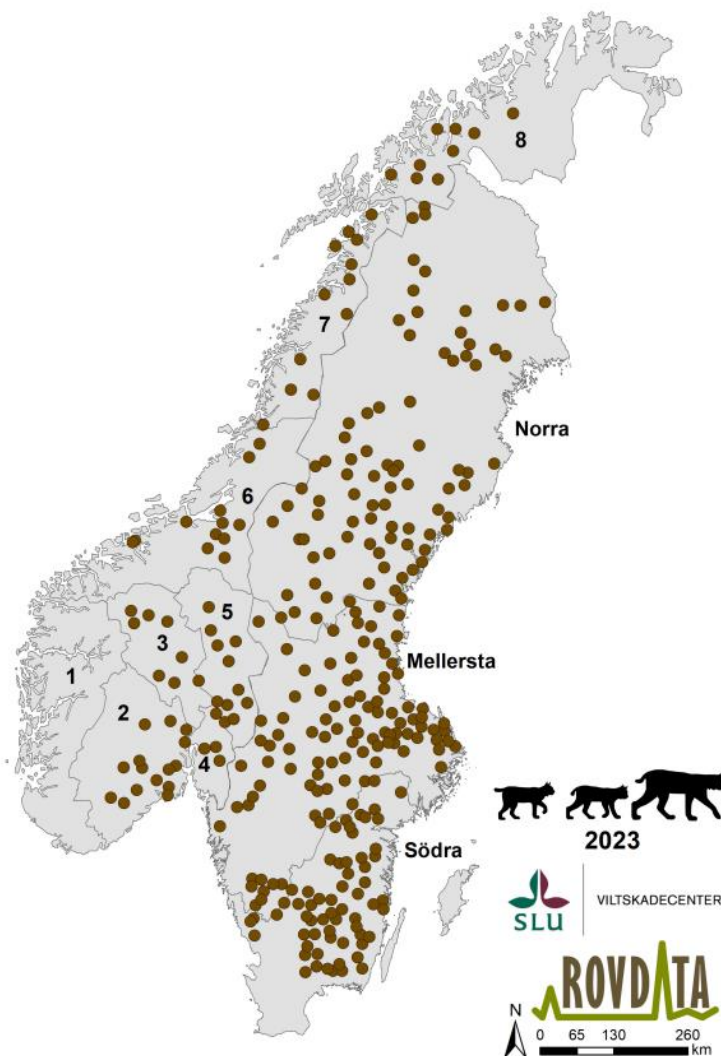 8
7
Norra
6
5
3
Mellersta
1
2
4
2023
Södra
SLU
VILTSKADECENTER
ROVDATA
N
0 65 130 260
km